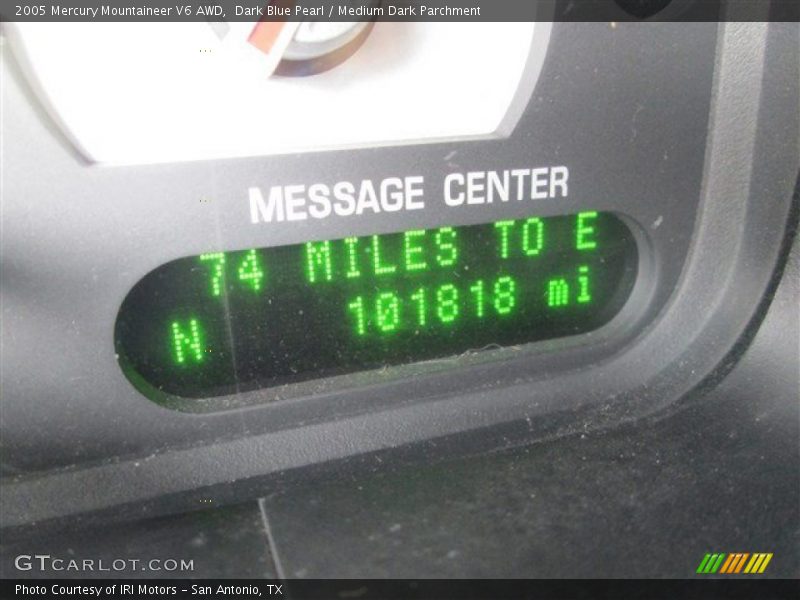 2005 Mercury Mountaineer V6 AWD,  Dark Blue Pearl / Medium Dark Parchment
MESSAGE CENTER
74 MILES TO E
N 101818 mi
GTCARLOT.COM
Photo Courtesy of IRI Motors - San Antonio, TX